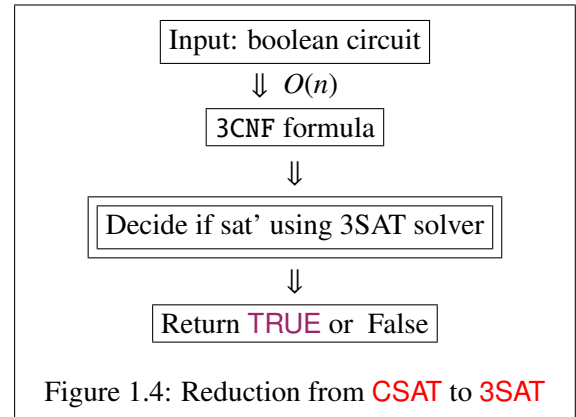 Input: boolean circuit
⇓ O(n)
3CNF formula
⇓
Decide if sat’ using 3SAT solver
⇓
Return TRUE or False
Figure 1.4: Reduction from CSAT to 3SAT